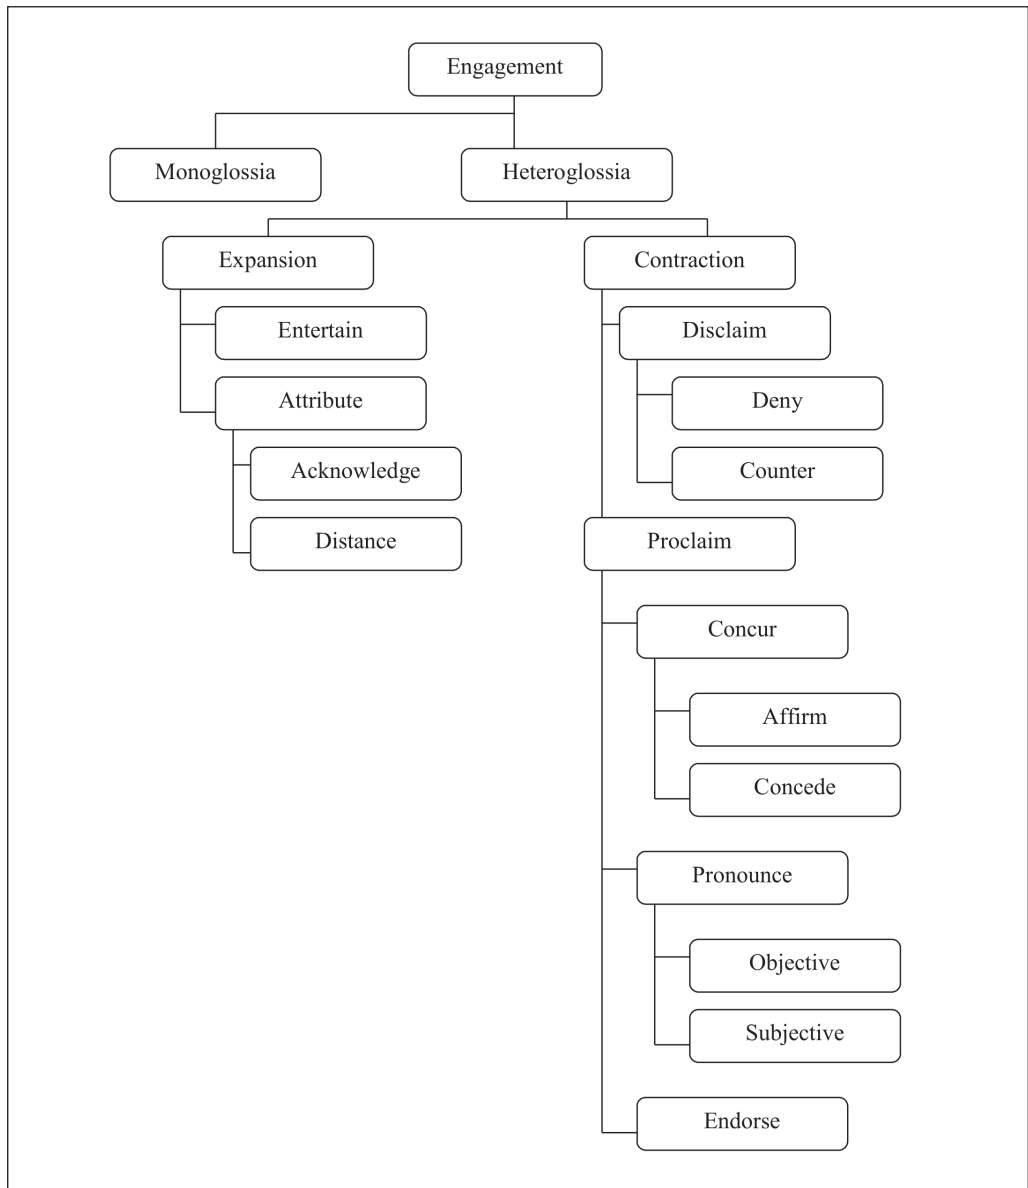 Engagement
Monoglossia
Heteroglossia
Expansion
Contraction
Entertain
Disclaim
Attribute
Deny
Acknowledge
Counter
Distance
Proclaim
Concur
Affirm
Concede
Pronounce
Objective
Subjective
Endorse